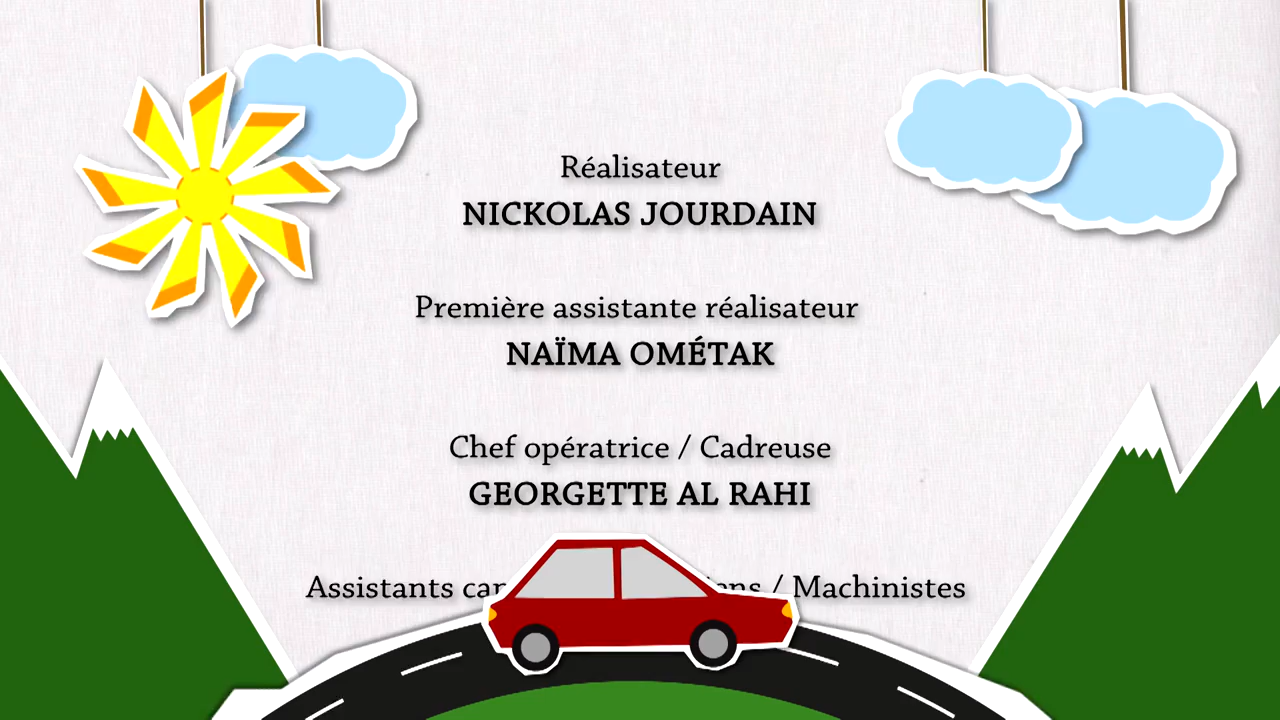 Réalisateur
NICKOLAS JOURDAIN
Première assistante réalisateur
NAÏMA OMÉTAK
Chef opératrice / Cadreuse
GEORGETTE AL RAHI
Assistants / Machinistes